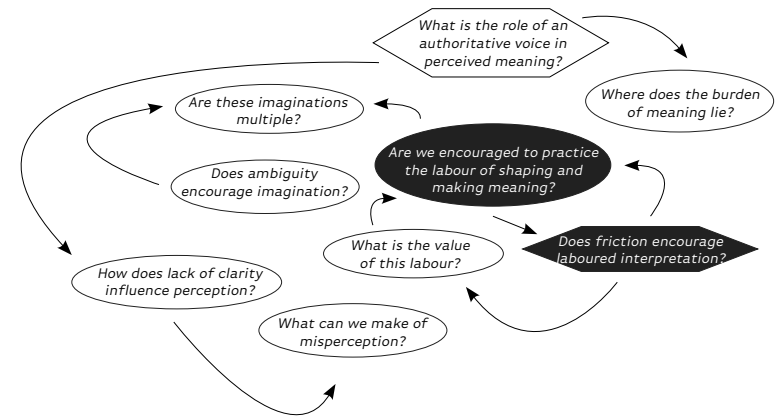 What is the role of an
authoritative voice in
perceived meaning?
Where does the burden
of meaning lie?
Are these imaginations
multiple?
Are we encouraged to practice
the labour of shaping and
making meaning?
Does ambiguity
encourage imagination?
What is the value
of this labour?
Does friction encourage
laboured interpretation?
How does lack of clarity
influence perception?
What can we make of
misperception?